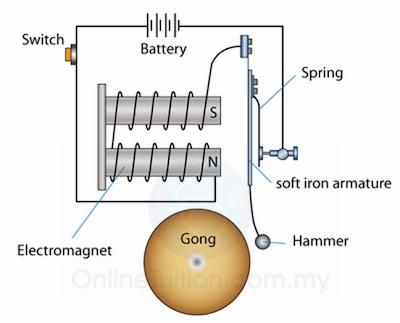 Switch
Battery
Spring
S
N
soft iron armature
Gong
Hammer
Electromagnet
OnlineTuition.com.my